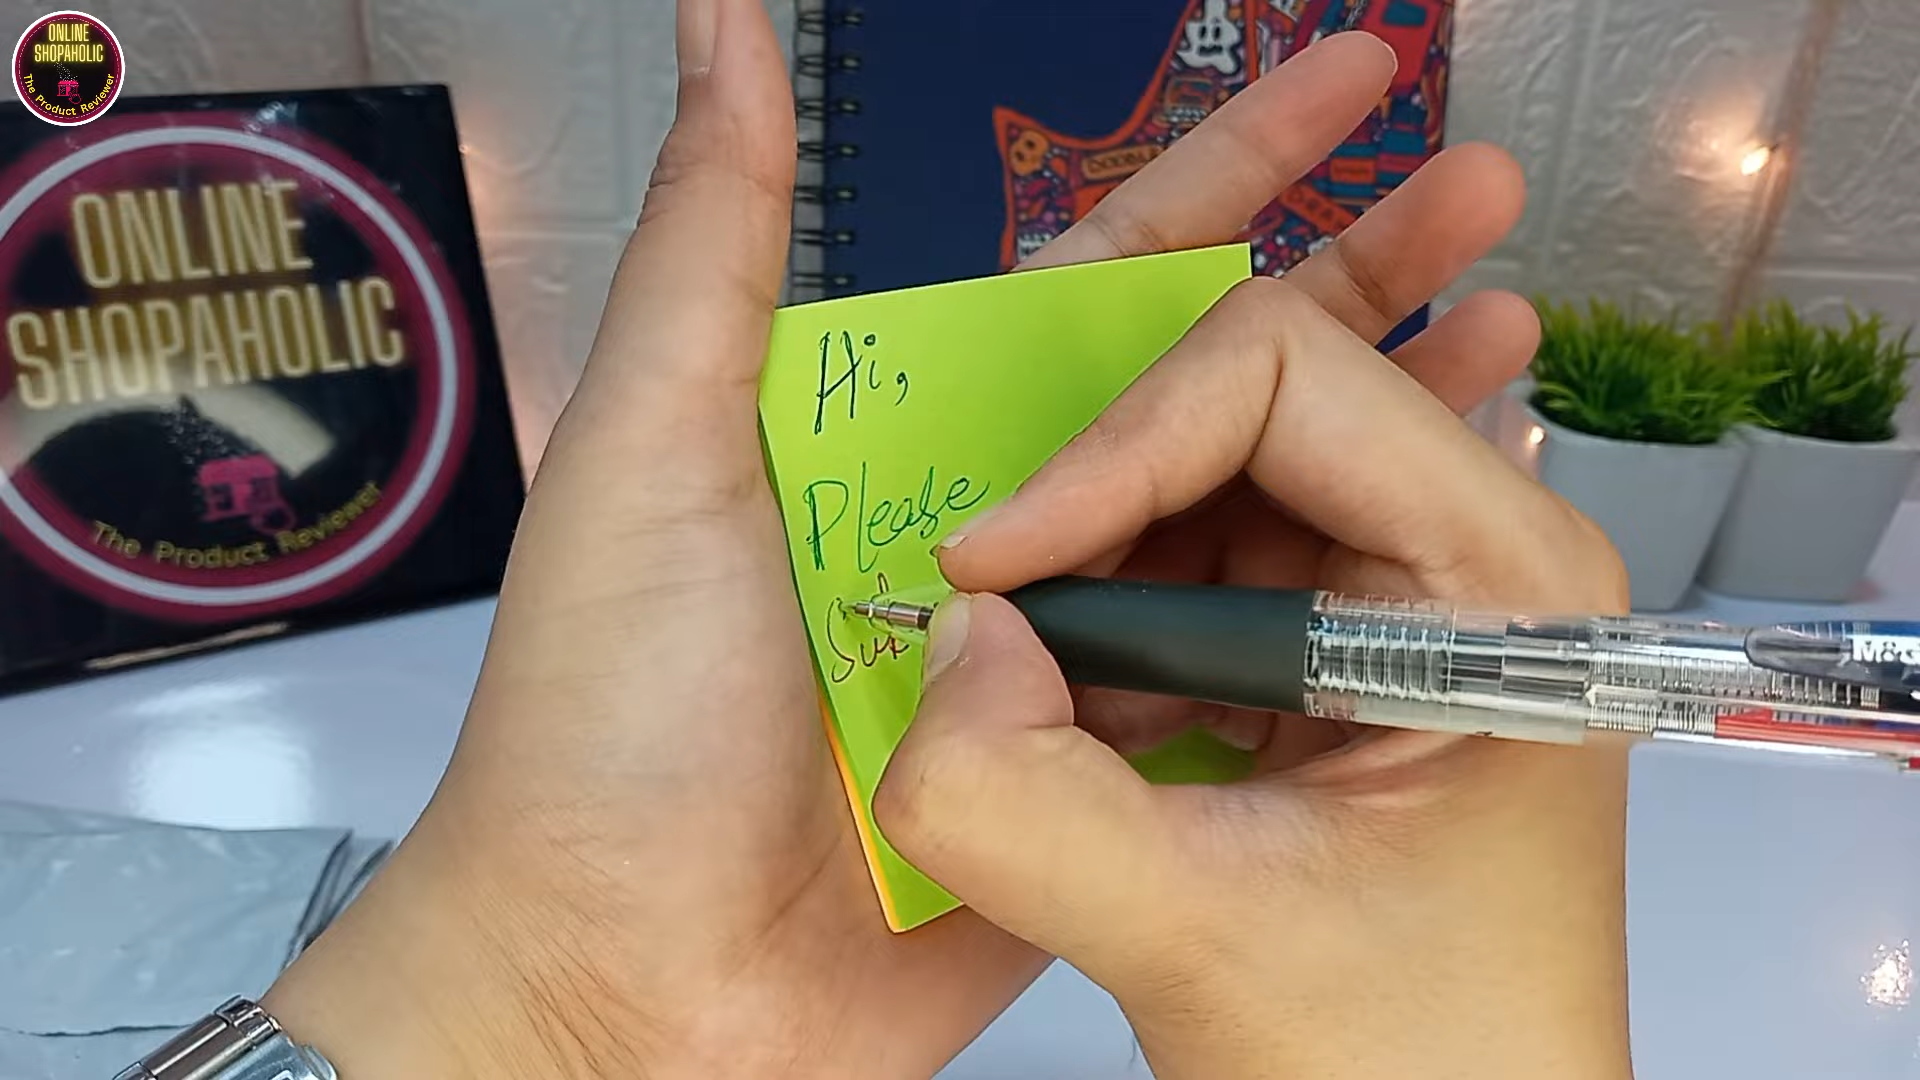 ONLINE
SHOPAHOLIC
The Product Reviewer
ONLINE
SHOPAHOLIC
The Product Reviewer
Hi,
Please
M&G